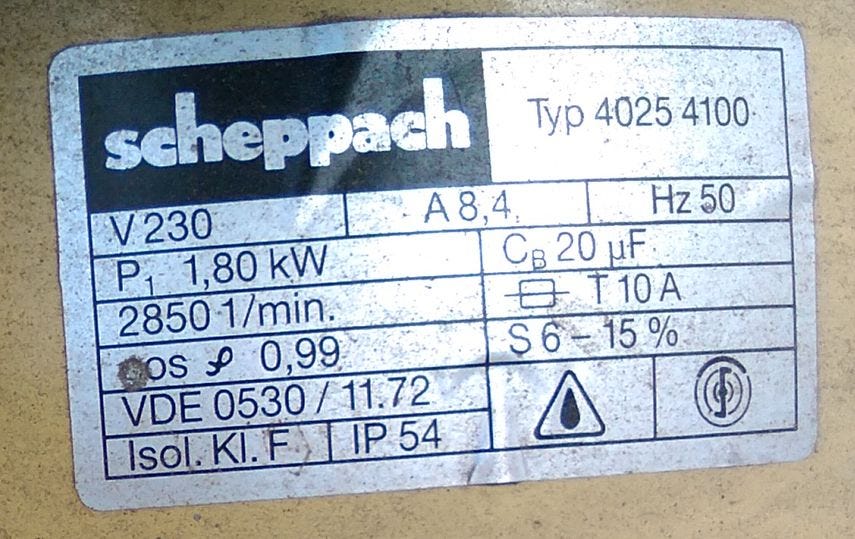 scheppach
Typ 4025 4100
V 230 A 8,4 Hz 50
P1 1,80 kW
CB 20 µF
2850 1/min.
T 10 A
cos φ 0,99
S 6 – 15 %
VDE 0530 / 11.72
Isol. Kl. F IP 54